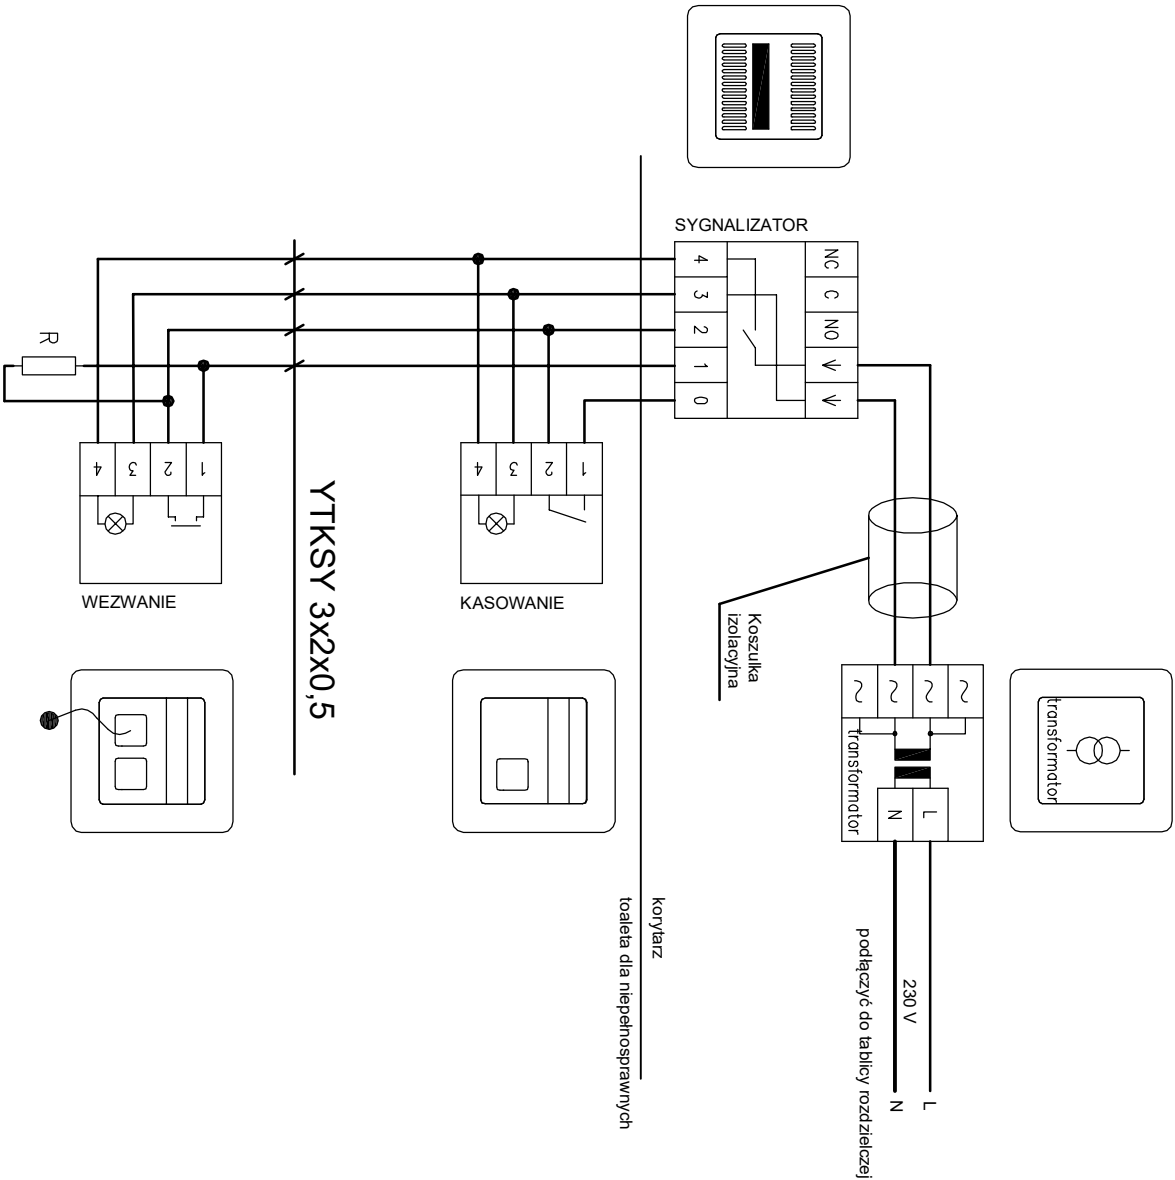 SYGNALIZATOR
4
3
2
1
0
NC
C
NO
R
4
3
2
1
WEZWANIE
4
3
2
1
KASOWANIE
YTKSY 3x2x0,5
Koszulka
izolacyjna
~ ~ ~ ~
transformator
N
L
transformator
korytarz
toaleta dla niepełnosprawnych
230 V
podłączyć do tablicy rozdzielczej
N
L